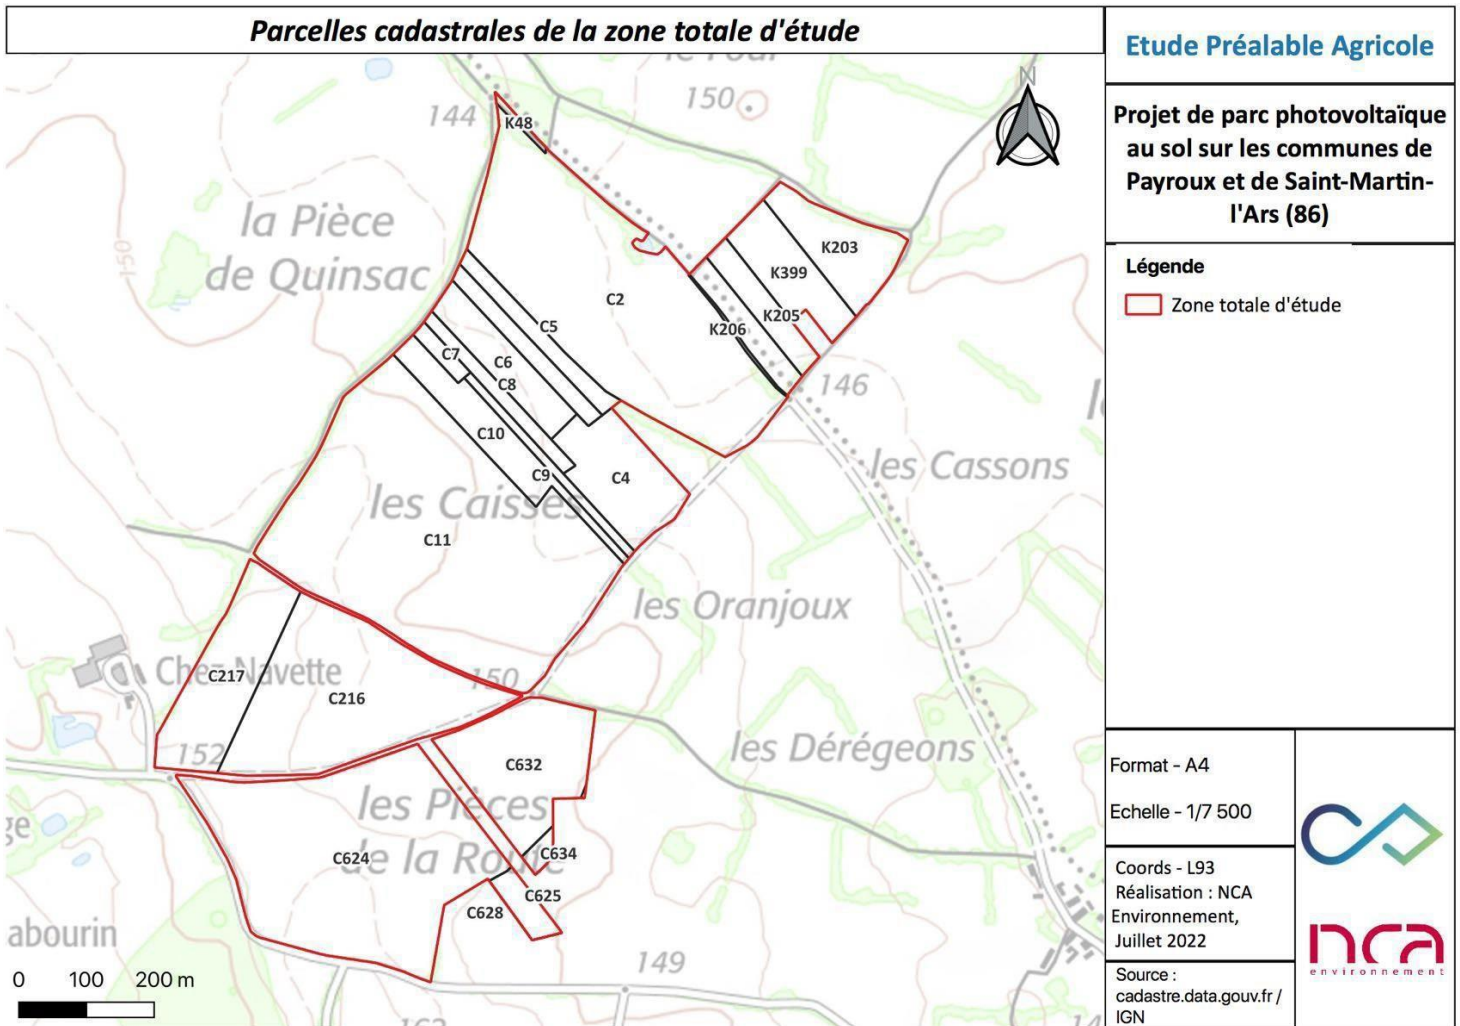 Parcelles cadastrales de la zone totale d'étude
Etude Préalable Agricole
Projet de parc photovoltaïque
au sol sur les communes de
Payroux et de Saint-Martin-
l'Ars (86)
Légende
Zone totale d'étude
N
144
150
K48
la Pièce
de Quinsac
150
K203
K399
C2
K205
K206
C5
C7
C6
C8
146
C10
les Cassons
C9
C4
les Caisses
C11
les Oranjoux
Chez Navette
C217
150
C216
152
les Dérégeons
C632
les Pièces
de la Route
C624
C634
C625
C628
abourin
149
0 100 200 m
Format - A4
Echelle - 1/7 500
Coords - L93
Réalisation : NCA
Environnement,
Juillet 2022
Source :
cadastre.data.gouv.fr /
IGN
nca
environnement